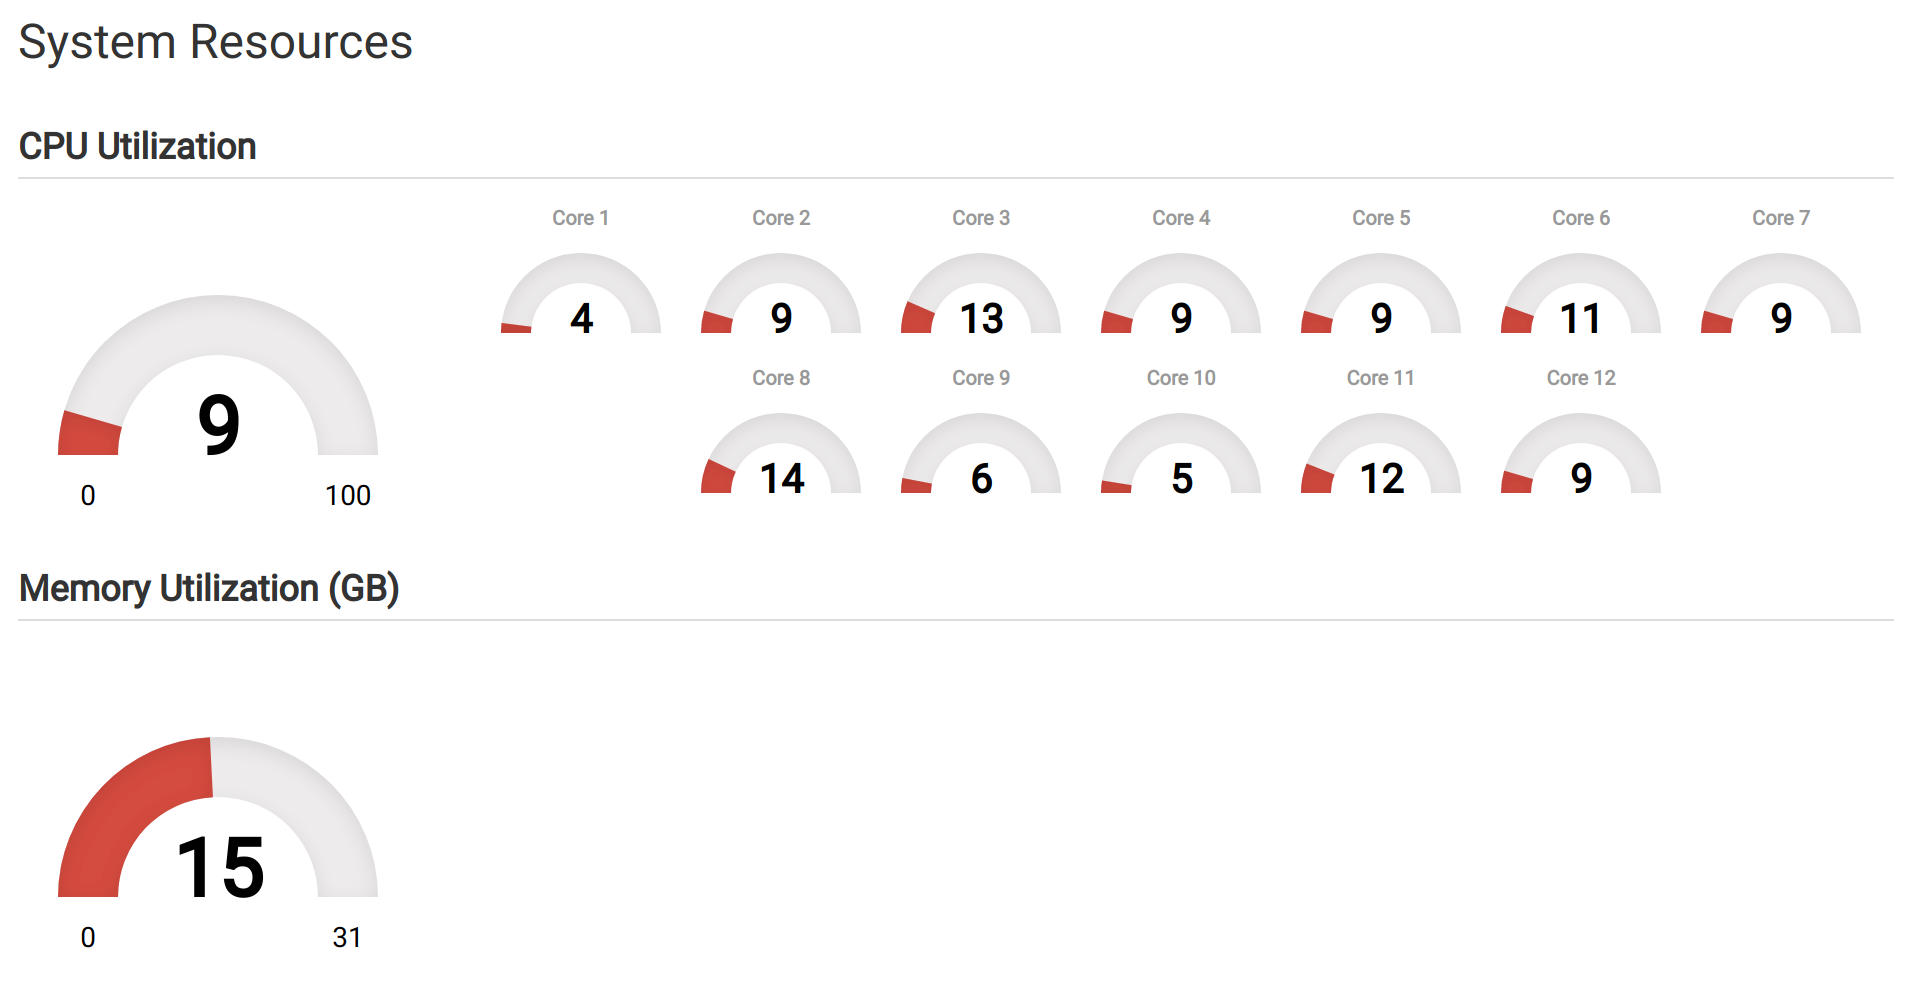 System Resources
CPU Utilization
Core 1 Core 2 Core 3 Core 4 Core 5 Core 6 Core 7
4 9 13 9 9 11 9
Core 8 Core 9 Core 10 Core 11 Core 12
14 6 5 12 9
9
0 100
Memory Utilization (GB)
15
0 31